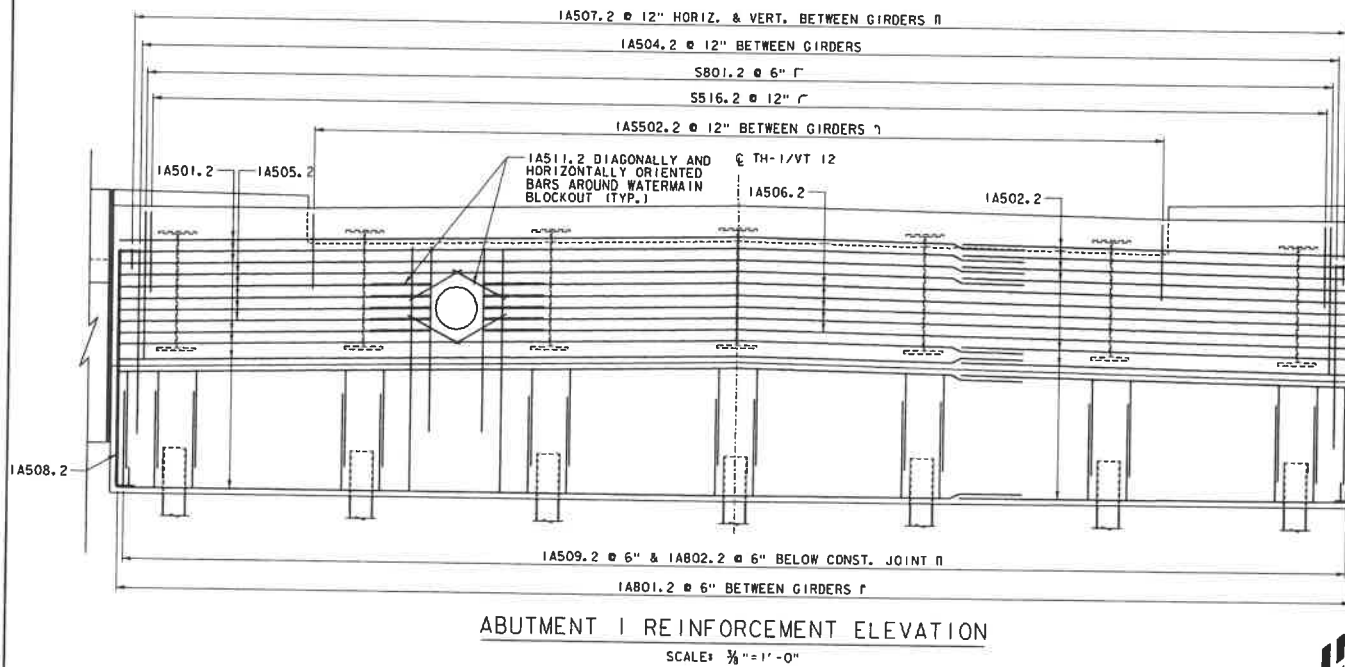 1A507.2 @ 12" HORIZ. & VERT. BETWEEN GIRDERS
1A504.2 @ 12" BETWEEN GIRDERS
S801.2 @ 6"
S516.2 @ 12"
1AS502.2 @ 12" BETWEEN GIRDERS
1A501.2
1A505.2
1A511.2 DIAGONALLY AND
HORIZONTALLY ORIENTED
BARS AROUND WATERMAIN
BLOCKOUT (TYP.)
℄ TH-1/VT 12
1A506.2
1A502.2
1A508.2
1A509.2 @ 6" & 1A802.2 @ 6" BELOW CONST. JOINT
1A801.2 @ 6" BETWEEN GIRDERS
ABUTMENT 1 REINFORCEMENT ELEVATION
SCALE: ⅜"=1'-0"